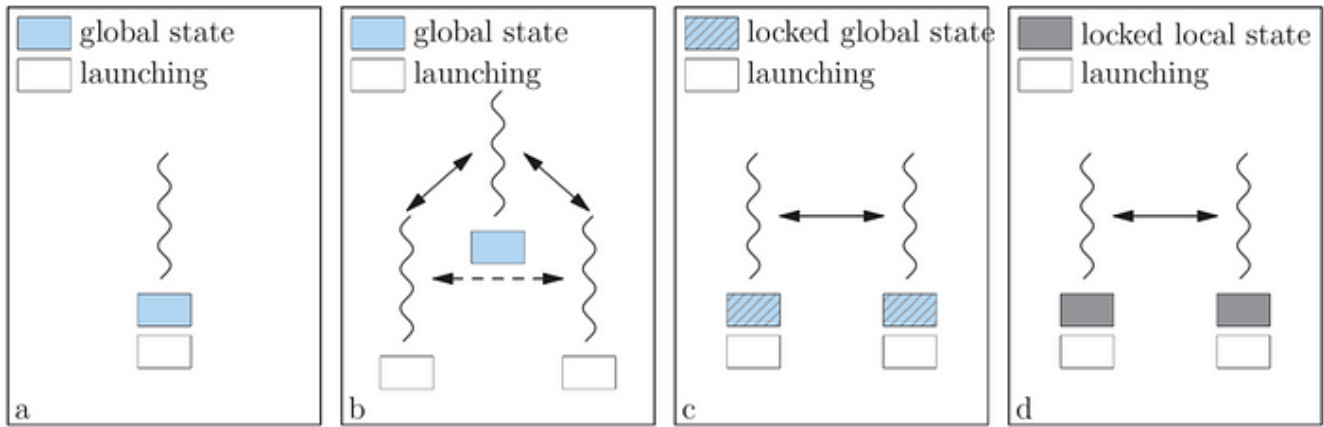 global state
launching
a
global state
launching
b
locked global state
launching
c
locked local state
launching
d